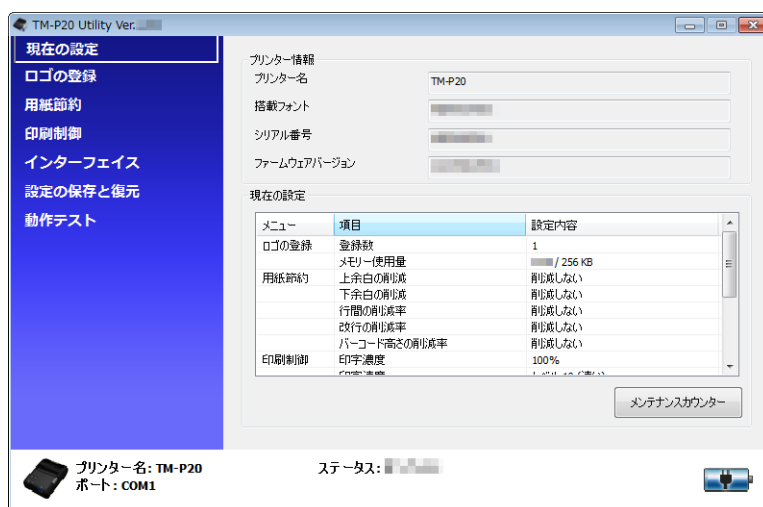 TM-P20 Utility Ver.
現在の設定
ロゴの登録
用紙節約
印刷制御
インターフェイス
設定の保存と復元
動作テスト
プリンター情報
プリンター名 TM-P20
搭載フォント
シリアル番号
ファームウェアバージョン
現在の設定
メニュー 項目 設定内容
ロゴの登録 登録数 1
メモリー使用量 / 256 KB
用紙節約 上余白の削減 削減しない
下余白の削減 削減しない
行間の削減率 削減しない
改行の削減率 削減しない
バーコード高さの削減率 削減しない
印刷制御 印字濃度 100%
メンテナンスカウンター
プリンター名: TM-P20
ポート: COM1
ステータス: